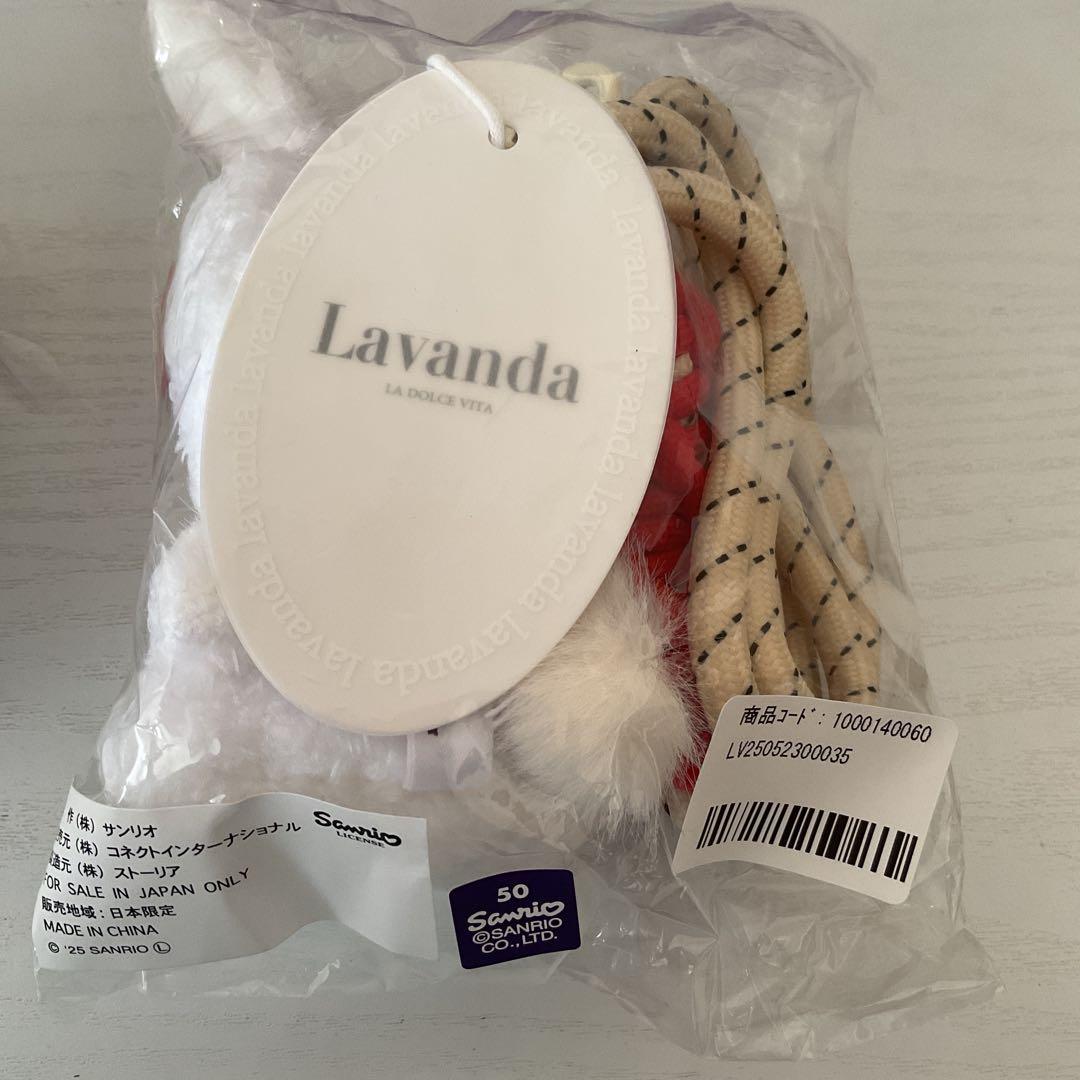 lavanda lavanda lavanda lavanda lavanda lavanda lavanda lavanda lavanda
Lavanda
LA DOLCE VITA
商品コード: 1000140060
LV25052300035
作(株) サンリオ
元(株) コネクトインターナショナル
造元(株) ストーリア
FOR SALE IN JAPAN ONLY
販売地域:日本限定
MADE IN CHINA
© '25 SANRIO Ⓛ
Sanrio
LICENSE
50
Sanrio
©SANRIO
CO.,LTD.